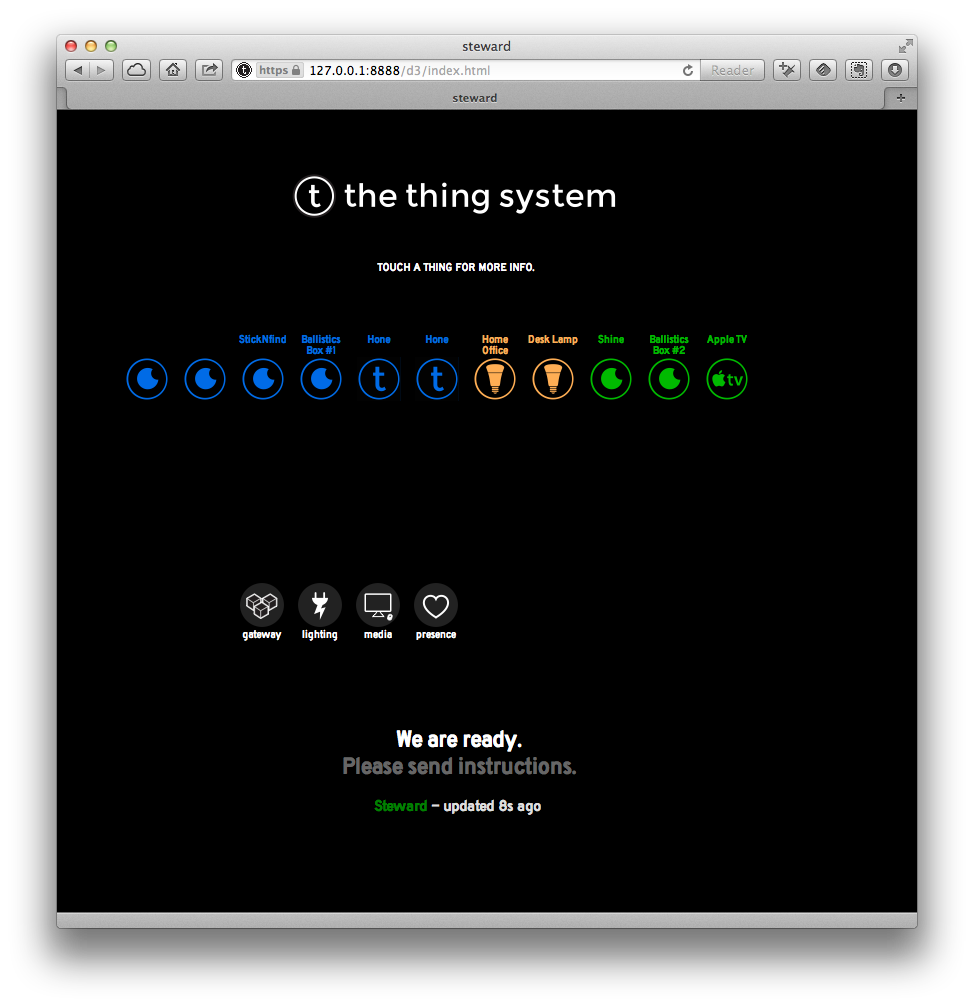 steward
https
127.0.0.1:8888/d3/index.html
Reader
steward
t the thing system
TOUCH A THING FOR MORE INFO.
StickNfind
Ballistics
Box #1
Hone
Hone
Home
Office
Desk Lamp
Shine
Ballistics
Box #2
Apple TV
t
t
tv
gateway
lighting
media
presence
We are ready.
Please send instructions.
Steward – updated 8s ago